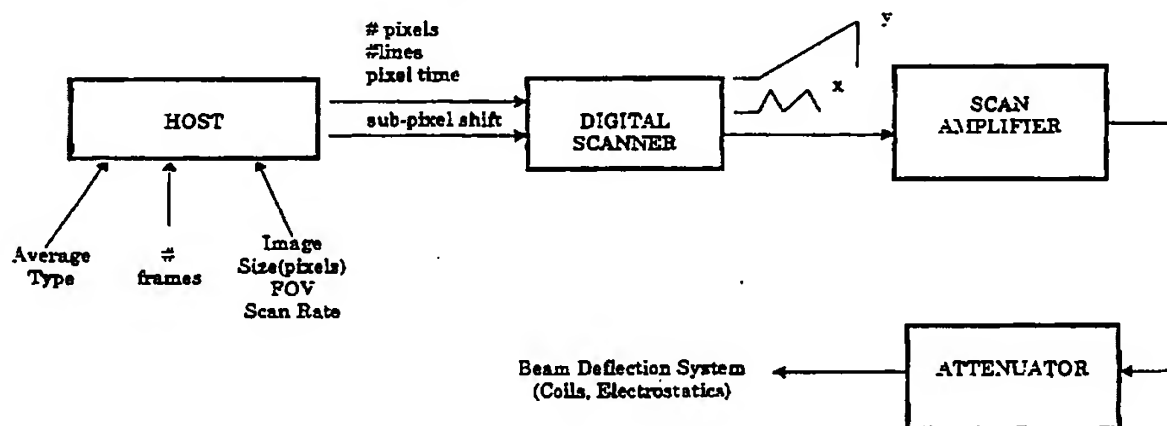 # pixels
#lines
pixel time
y
x
HOST
sub-pixel shift
DIGITAL
SCANNER
SCAN
AMPLIFIER
Average
Type
#
frames
Image
Size(pixels)
FOV
Scan Rate
Beam Deflection System
(Coils, Electrostatics)
ATTENUATOR